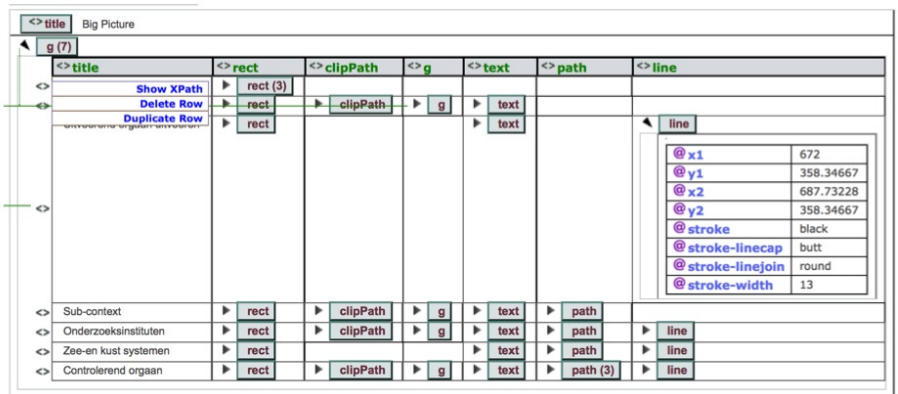 <> title Big Picture
g (7)
<> title <> rect <> clipPath <> g <> text <> path <> line
<> Show XPath rect (3)
<> Delete Row rect clipPath g text
Duplicate Row rect text line
uitvoerend orgaan uitvoeren
@ x1 672
@ y1 358.34667
@ x2 687.73228
<> @ y2 358.34667
@ stroke black
@ stroke-linecap butt
@ stroke-linejoin round
@ stroke-width 13
<> Sub-context rect clipPath g text path
<> Onderzoeksinstituten rect clipPath g text path line
<> Zee-en kust systemen rect text path line
<> Controlerend orgaan rect clipPath g text path (3) line